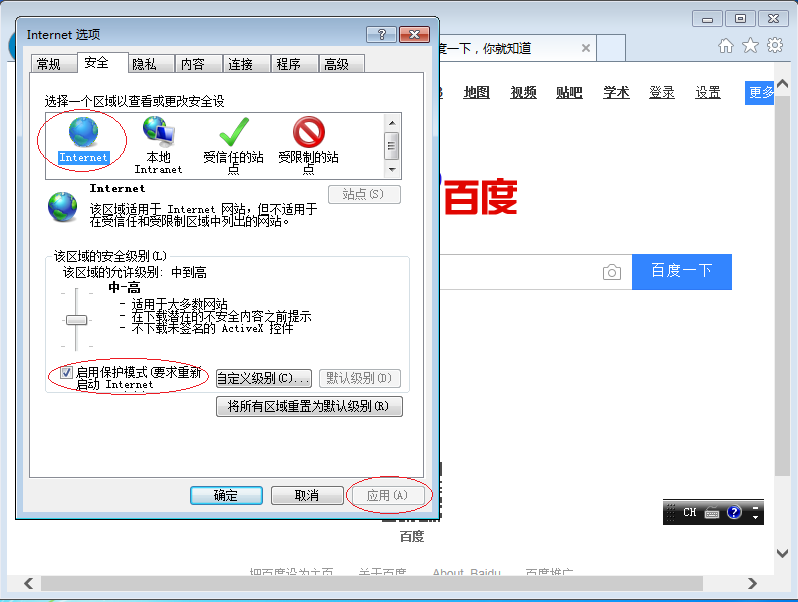 Internet 选项
常规 安全 隐私 内容 连接 程序 高级
选择一个区域以查看或更改安全设
Internet
本地
Intranet
受信任的站
点
受限制的站
点
Internet
站点(S)
该区域适用于 Internet 网站，但不适用于
在受信任和受限制区域中列出的网站。
该区域的安全级别(L)
该区域的允许级别: 中到高
中-高
- 适用于大多数网站
- 在下载潜在的不安全内容之前提示
- 不下载未签名的 ActiveX 控件
启用保护模式(要求重新
启动 Internet
自定义级别(C)... 默认级别(D)
将所有区域重置为默认级别(R)
确定 取消 应用(A)
度一下，你就知道
地图 视频 贴吧 学术 登录 设置 更多
百度
百度一下
CH
百度
把百度设为主页 关于百度 About Baidu 百度推广